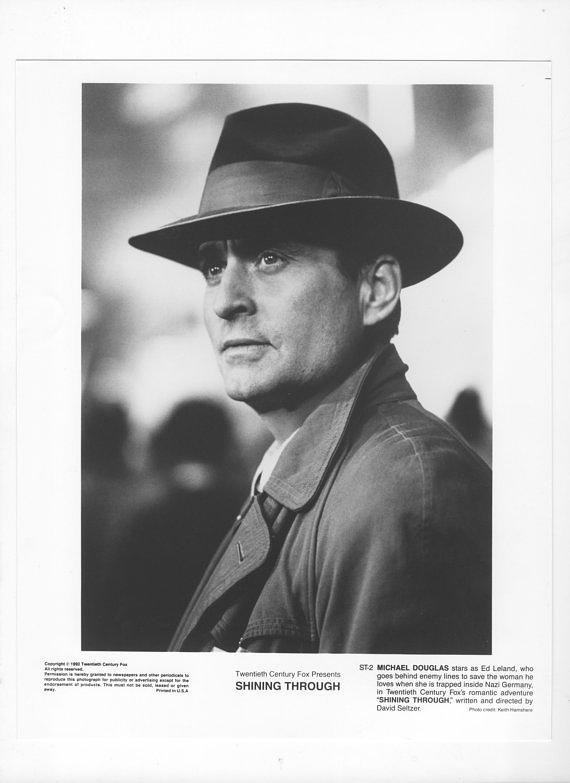 Copyright © 1992 Twentieth Century Fox
All rights reserved.
Permission is hereby granted to newspapers and other periodicals to
reproduce this photograph for publicity or advertising except for the
endorsement of products. This must not be sold, leased or given
away. Printed in U.S.A
Twentieth Century Fox Presents
SHINING THROUGH
ST-2 MICHAEL DOUGLAS stars as Ed Leland, who
goes behind enemy lines to save the woman he
loves when she is trapped inside Nazi Germany,
in Twentieth Century Fox's romantic adventure
"SHINING THROUGH," written and directed by
David Seltzer. Photo credit: Keith Hamshere